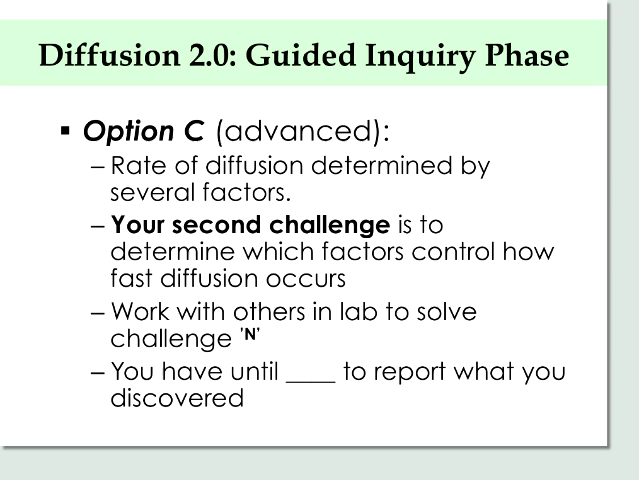 Diffusion 2.0: Guided Inquiry Phase
▪ Option C (advanced):
– Rate of diffusion determined by
several factors.
– Your second challenge is to
determine which factors control how
fast diffusion occurs
– Work with others in lab to solve
challenge 'N'
– You have until ____ to report what you
discovered